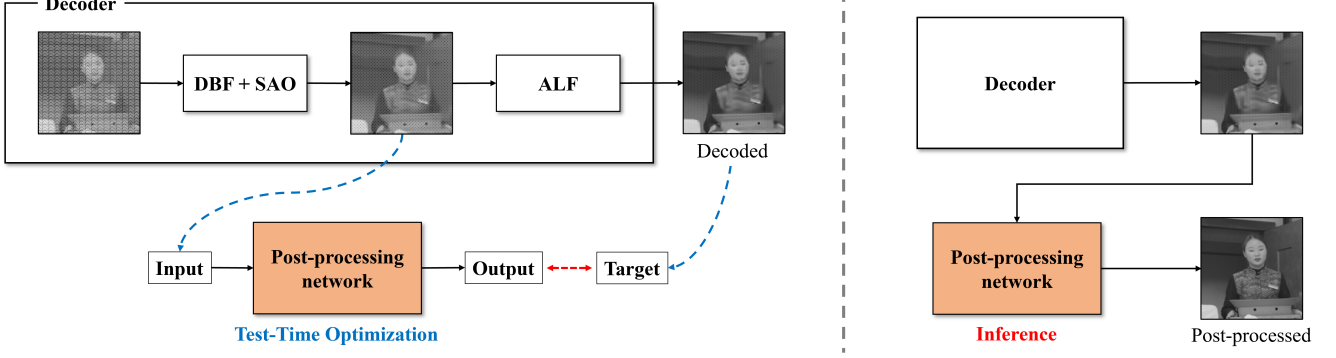 Decoder
DBF + SAO
ALF
Decoded
Input
Post-processing
network
Output
Target
Test-Time Optimization
Decoder
Post-processing
network
Inference
Post-processed